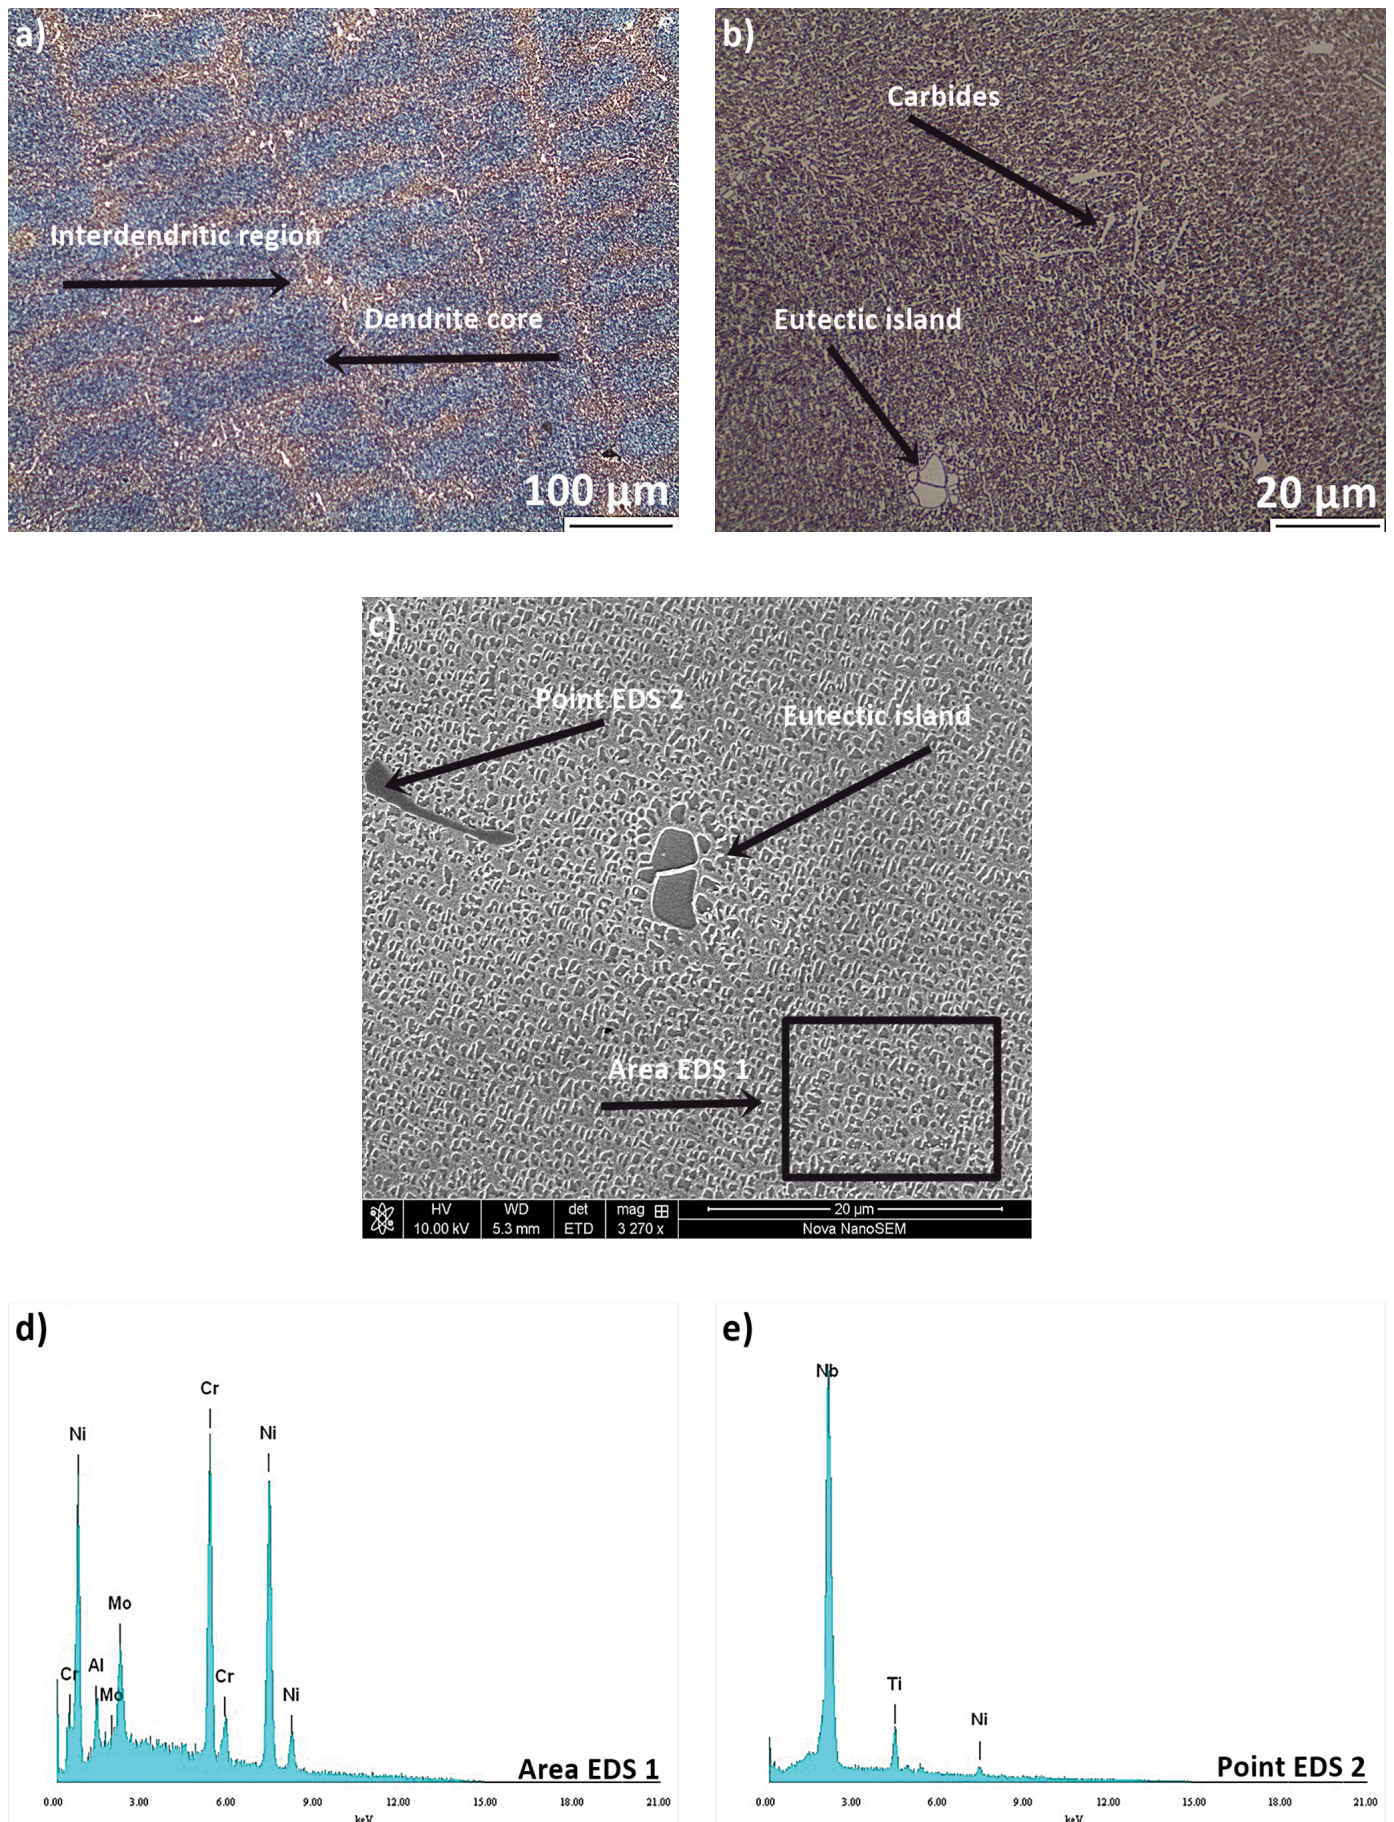 a)
Interdendritic region
Dendrite core
100 µm
b)
Carbides
Eutectic island
20 µm
c)
Point EDS 2
Eutectic island
Area EDS 1
HV WD det mag 20 µm
10.00 kV 5.3 mm ETD 3 270 x Nova NanoSEM
d)
Cr
Ni Ni
Mo
Cr Al Mo Cr Ni
Area EDS 1
0.00 3.00 6.00 9.00 12.00 15.00 18.00 21.00
keV
e)
Nb
Ti
Ni
Point EDS 2
0.00 3.00 6.00 9.00 12.00 15.00 18.00 21.00
keV